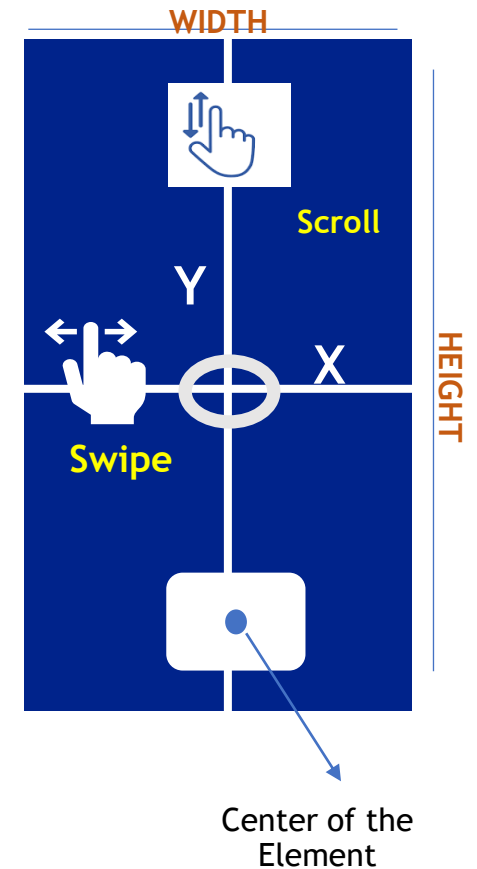 WIDTH
Scroll
Y
X
HEIGHT
Swipe
Center of the
Element